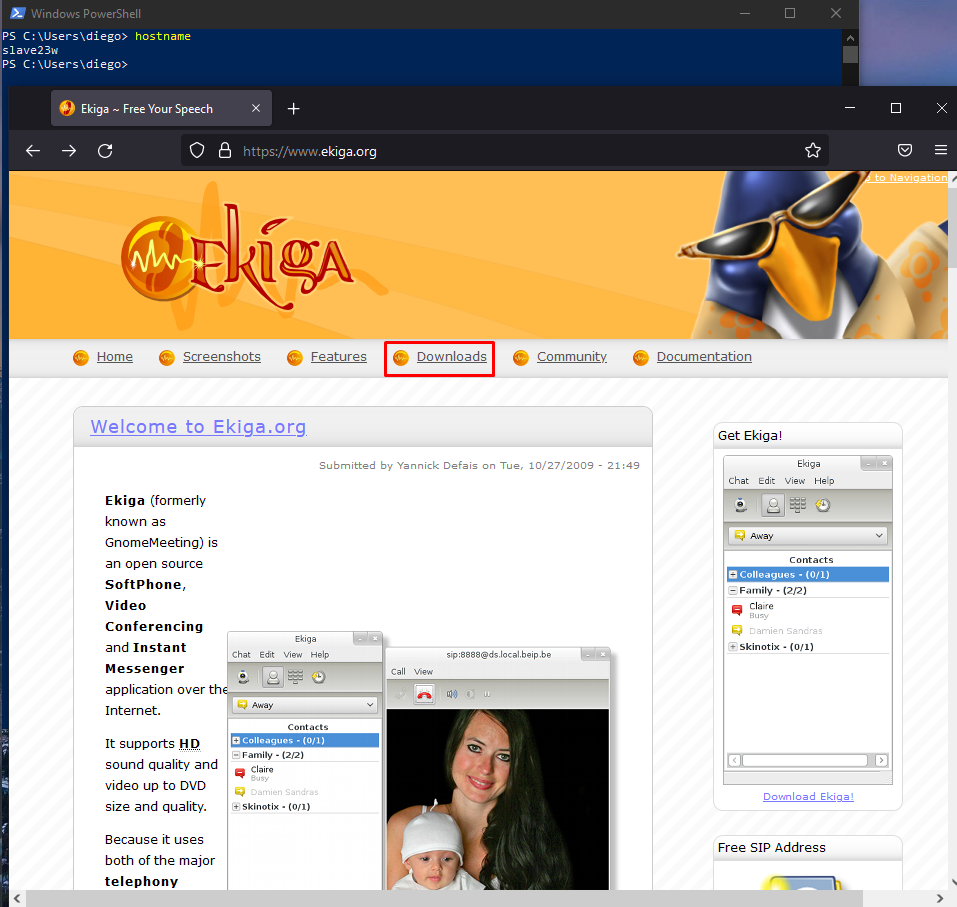 Windows PowerShell
PS C:\Users\diego> hostname
slave23w
PS C:\Users\diego>
Ekiga ~ Free Your Speech
https://www.ekiga.org
to Navigation
Ekiga
Home
Screenshots
Features
Downloads
Community
Documentation
Welcome to Ekiga.org
Submitted by Yannick Defais on Tue, 10/27/2009 - 21:49
Ekiga (formerly
known as
GnomeMeeting) is
an open source
SoftPhone,
Video
Conferencing
and Instant
Messenger
application over the
Internet.
It supports HD
sound quality and
video up to DVD
size and quality.
Because it uses
both of the major
telephony
Ekiga
Chat Edit View Help
Away
Contacts
Colleagues - (0/1)
Family - (2/2)
Claire
Busy
Damien Sandras
Skinotix - (0/1)
sip:8888@ds.local.beip.be
Call View
Get Ekiga!
Ekiga
Chat Edit View Help
Away
Contacts
Colleagues - (0/1)
Family - (2/2)
Claire
Busy
Damien Sandras
Skinotix - (0/1)
Download Ekiga!
Free SIP Address